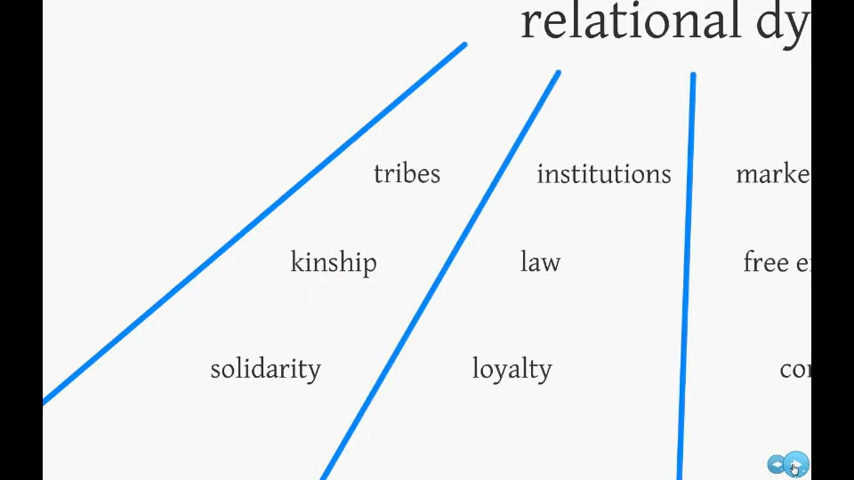 relational dy
tribes institutions marke
kinship law free e
solidarity loyalty co